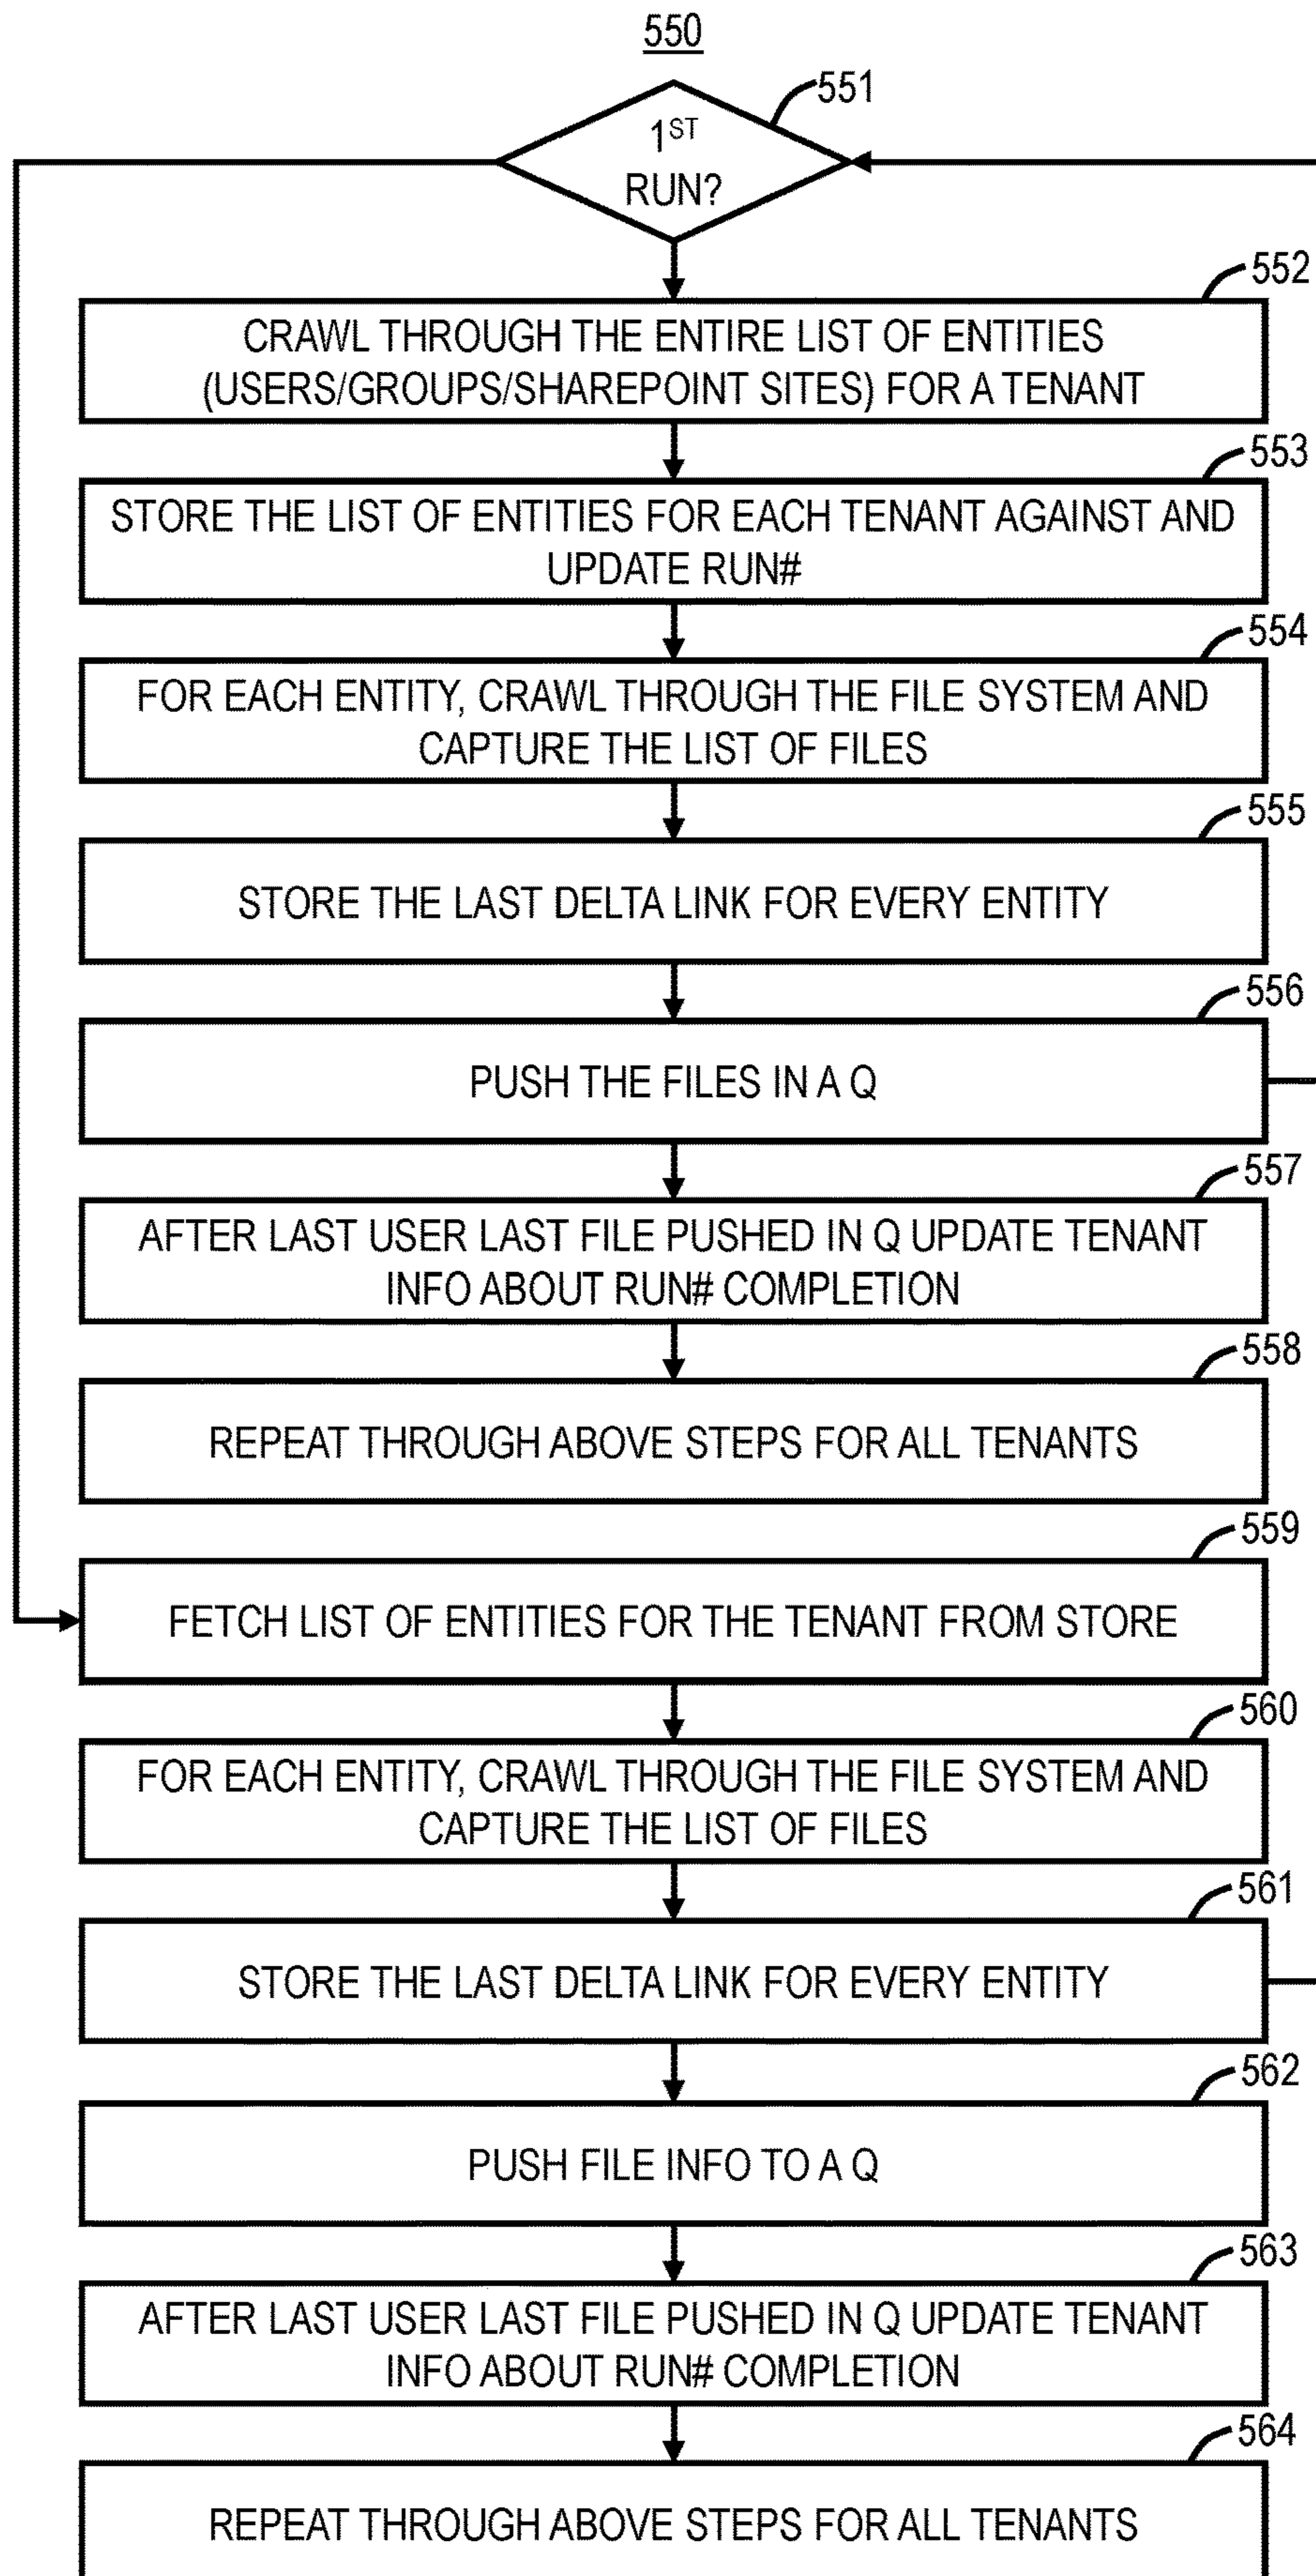 550
551
1ST
RUN?
552
CRAWL THROUGH THE ENTIRE LIST OF ENTITIES
(USERS/GROUPS/SHAREPOINT SITES) FOR A TENANT
553
STORE THE LIST OF ENTITIES FOR EACH TENANT AGAINST AND
UPDATE RUN#
554
FOR EACH ENTITY, CRAWL THROUGH THE FILE SYSTEM AND
CAPTURE THE LIST OF FILES
555
STORE THE LAST DELTA LINK FOR EVERY ENTITY
556
PUSH THE FILES IN A Q
557
AFTER LAST USER LAST FILE PUSHED IN Q UPDATE TENANT
INFO ABOUT RUN# COMPLETION
558
REPEAT THROUGH ABOVE STEPS FOR ALL TENANTS
559
FETCH LIST OF ENTITIES FOR THE TENANT FROM STORE
560
FOR EACH ENTITY, CRAWL THROUGH THE FILE SYSTEM AND
CAPTURE THE LIST OF FILES
561
STORE THE LAST DELTA LINK FOR EVERY ENTITY
562
PUSH FILE INFO TO A Q
563
AFTER LAST USER LAST FILE PUSHED IN Q UPDATE TENANT
INFO ABOUT RUN# COMPLETION
564
REPEAT THROUGH ABOVE STEPS FOR ALL TENANTS